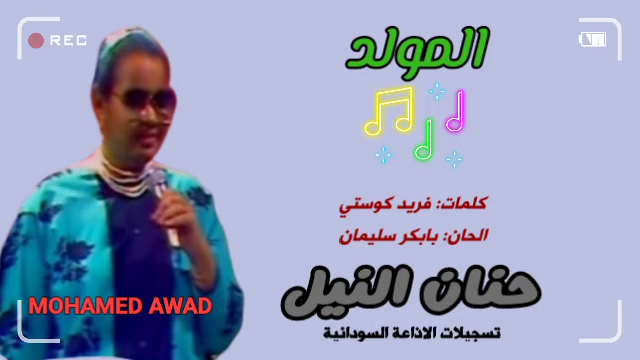 REC
المولد
كلمات: فريد كوستي
الحان: بابكر سليمان
حنان النيل
تسجيلات الاذاعة السودانية
MOHAMED AWAD